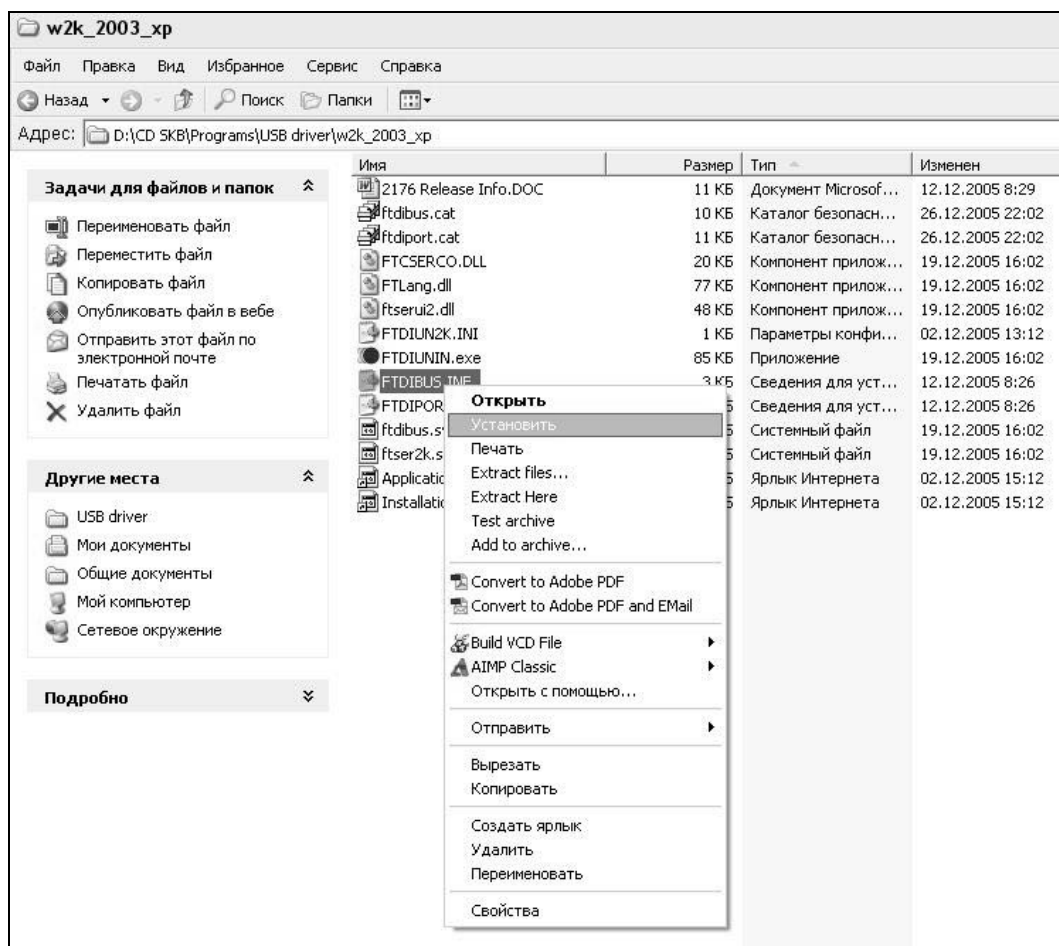 w2k_2003_xp
Файл Правка Вид Избранное Сервис Справка
Назад Поиск Папки
Адрес: D:\CD SKB\Programs\USB driver\w2k_2003_xp
Имя Размер Тип Изменен
2176 Release Info.DOC 11 КБ Документ Microsof... 12.12.2005 8:29
ftdibus.cat 10 КБ Каталог безопасн... 26.12.2005 22:02
ftdiport.cat 11 КБ Каталог безопасн... 26.12.2005 22:02
FTCSERCO.DLL 20 КБ Компонент прилож... 19.12.2005 16:02
FTLang.dll 77 КБ Компонент прилож... 19.12.2005 16:02
ftserui2.dll 48 КБ Компонент прилож... 19.12.2005 16:02
FTDIUN2K.INI 1 КБ Параметры конфи... 02.12.2005 13:12
FTDIUNIN.exe 85 КБ Приложение 19.12.2005 16:02
FTDIBUS.INF 3 КБ Сведения для уст... 12.12.2005 8:26
FTDIPOR Сведения для уст... 12.12.2005 8:26
ftdibus.s Системный файл 19.12.2005 16:02
ftser2k.s Системный файл 19.12.2005 16:02
Applicatic Ярлык Интернета 02.12.2005 15:12
Installatic Ярлык Интернета 02.12.2005 15:12
Задачи для файлов и папок
Переименовать файл
Переместить файл
Копировать файл
Опубликовать файл в вебе
Отправить этот файл по
электронной почте
Печатать файл
Удалить файл
Другие места
USB driver
Мои документы
Общие документы
Мой компьютер
Сетевое окружение
Подробно
Открыть
Установить
Печать
Extract files...
Extract Here
Test archive
Add to archive...
Convert to Adobe PDF
Convert to Adobe PDF and EMail
Build VCD File
AIMP Classic
Открыть с помощью...
Отправить
Вырезать
Копировать
Создать ярлык
Удалить
Переименовать
Свойства